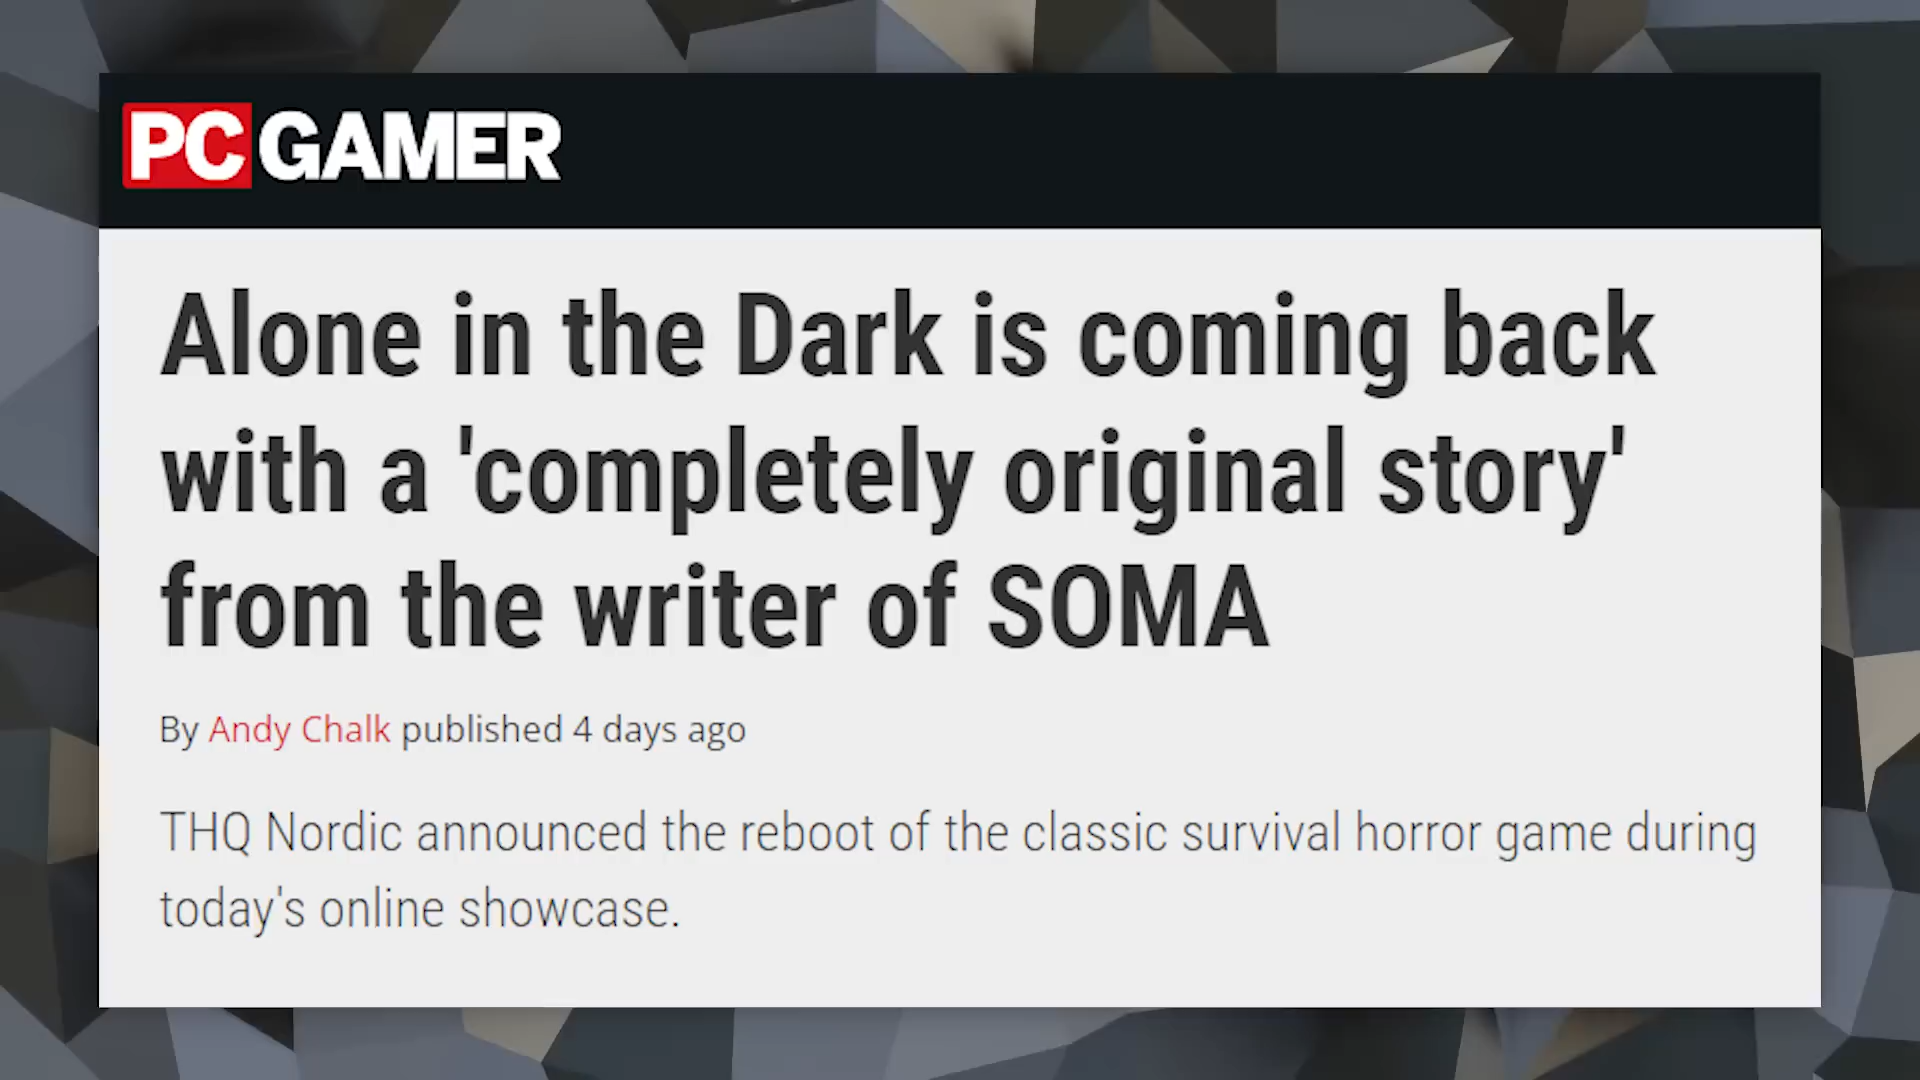 PC GAMER
Alone in the Dark is coming back
with a 'completely original story'
from the writer of SOMA
By Andy Chalk published 4 days ago
THQ Nordic announced the reboot of the classic survival horror game during
today's online showcase.